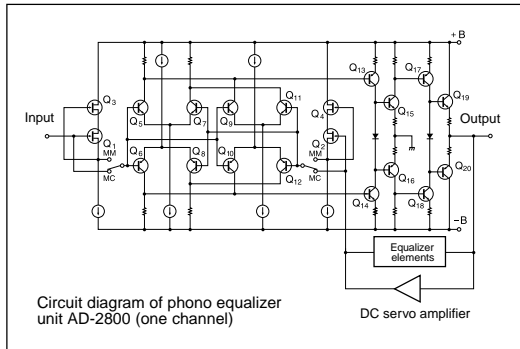 +B
Q13
Q17
Q3
Q11
Q4
Q19
Input
Q5
Q7
Q9
Q15
Output
Q1
MM
Q2
MM
Q6
Q8
Q10
MC
Q12
MC
Q16
Q20
Q14
Q18
−B
Equalizer
elements
Circuit diagram of phono equalizer
unit AD-2800 (one channel)
DC servo amplifier